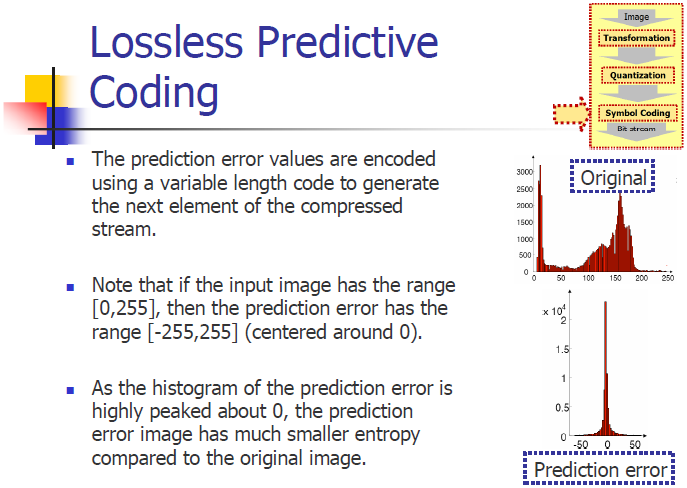 Lossless Predictive
Coding
Image
Transformation
Quantization
Symbol Coding
Bit stream
The prediction error values are encoded
using a variable length code to generate
the next element of the compressed
stream.
Note that if the input image has the range
[0,255], then the prediction error has the
range [-255,255] (centered around 0).
As the histogram of the prediction error is
highly peaked about 0, the prediction
error image has much smaller entropy
compared to the original image.
Original
3000
2500
2000
1500
1000
500
0
0 50 100 150 200 250
x 10⁴
2
1.5
1
0.5
0
-50 0 50
Prediction error